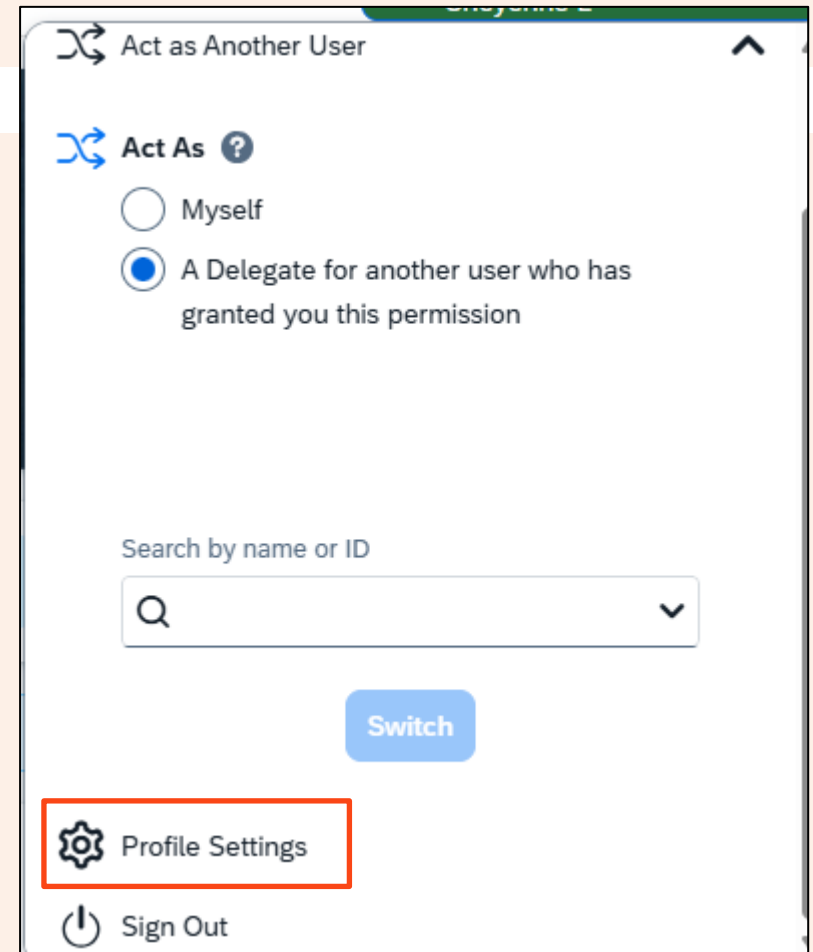 Act as Another User
Act As ?
Myself
A Delegate for another user who has
granted you this permission
Search by name or ID
Switch
Profile Settings
Sign Out